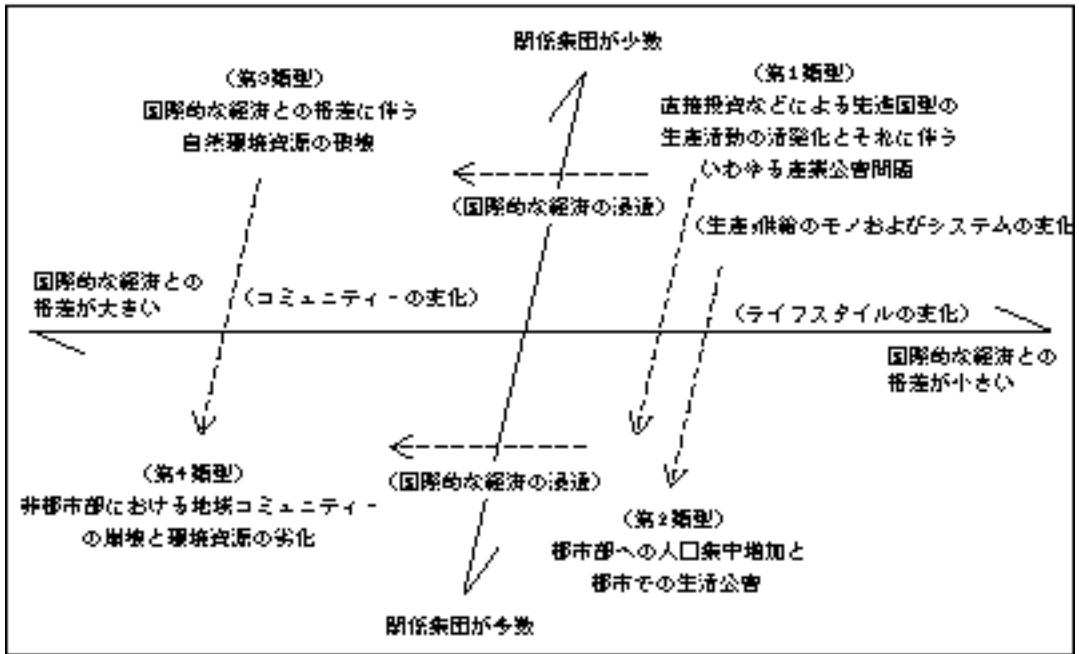 関係集団が少数
(第3類型)
国際的な経済との格差に伴う
自然環境資源の破壊
(第1類型)
直接投資などによる先進国型の
生産活動の活発化とそれに伴う
いわゆる産業公害問題
(国際的な経済の浸透)
(生産・供給のモノおよびシステムの変化
国際的な経済との
格差が大きい
(コミュニティーの変化)
(ライフスタイルの変化)
国際的な経済との
格差が小さい
(第4類型)
非都市部における地域コミュニティー
の崩壊と環境資源の劣化
(国際的な経済の浸透)
(第2類型)
都市部への人口集中増加と
都市での生活公害
関係集団が多数